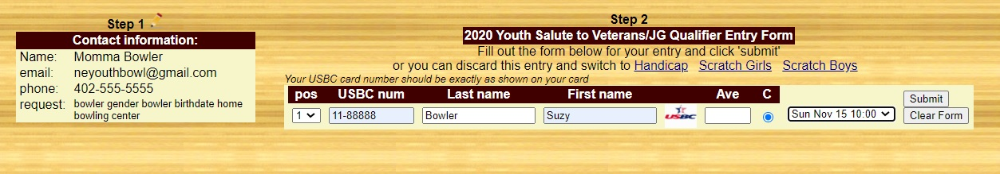 Step 1
Contact information:
Name: Momma Bowler
email: neyouthbowl@gmail.com
phone: 402-555-5555
request: bowler gender bowler birthdate home
bowling center
Step 2
2020 Youth Salute to Veterans/JG Qualifier Entry Form
Fill out the form below for your entry and click 'submit'
or you can discard this entry and switch to Handicap Scratch Girls Scratch Boys
Your USBC card number should be exactly as shown on your card
pos USBC num Last name First name Ave C
1 11-88888 Bowler Suzy USBC Sun Nov 15 10:00
Submit
Clear Form